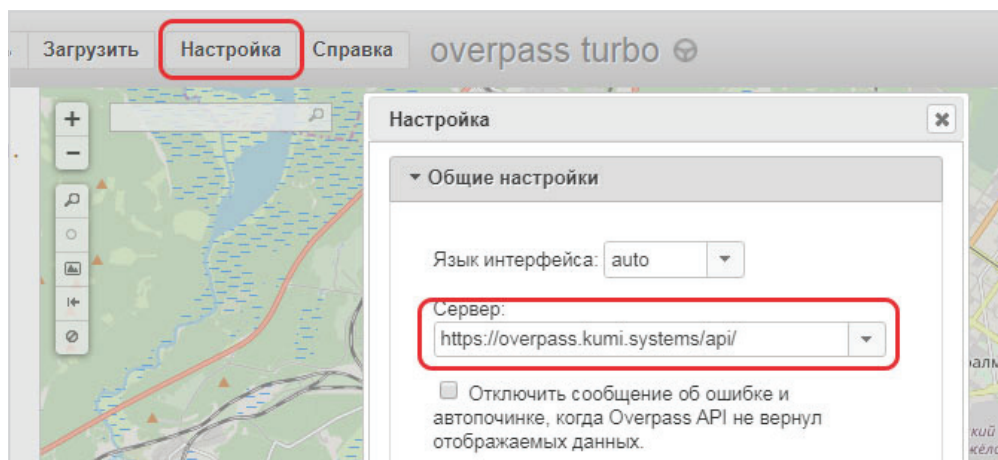 Загрузить Настройка Справка overpass turbo
Настройка
Общие настройки
Язык интерфейса: auto
Сервер:
https://overpass.kumi.systems/api/
Отключить сообщение об ошибке и
автопочинке, когда Overpass API не вернул
отображаемых данных.